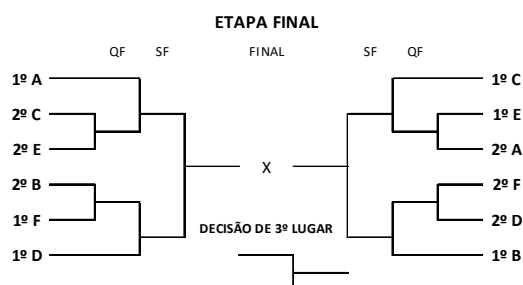 ETAPA FINAL
QF SF FINAL SF QF
1º A 1º C
2º C 1º E
2º E 2º A
X
2º B 2º F
1º F 2º D
DECISÃO DE 3º LUGAR
1º D 1º B